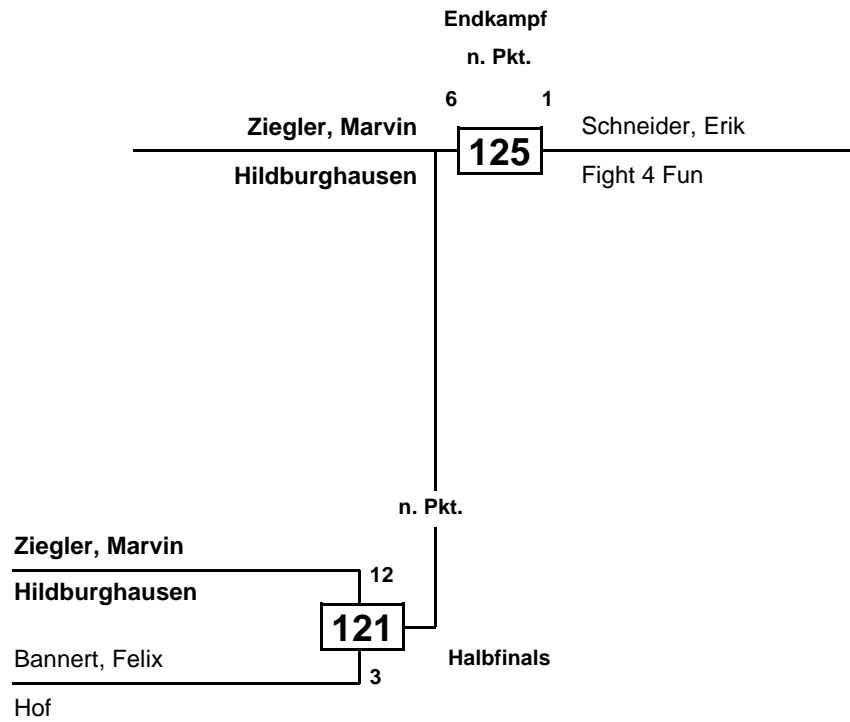 Endkampf
n. Pkt.
6 1
Ziegler, Marvin
Hildburghausen
125
Schneider, Erik
Fight 4 Fun
n. Pkt.
Ziegler, Marvin
Hildburghausen
12
121
Bannert, Felix
Hof
3
Halbfinals